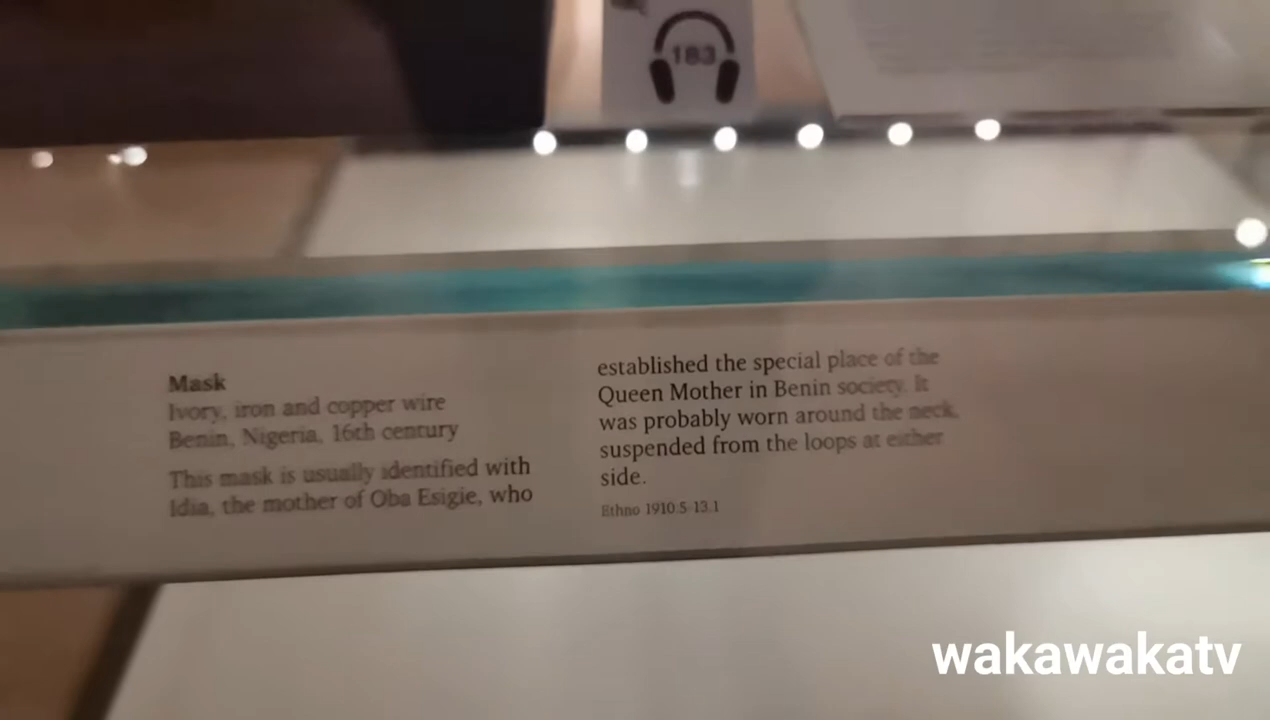 183
Mask
Ivory, iron and copper wire
Benin, Nigeria, 16th century
This mask is usually identified with
Idia, the mother of Oba Esigie, who
established the special place of the
Queen Mother in Benin society. It
was probably worn around the neck,
suspended from the loops at either
side.
Ethno 1910.5-13.1
wakawakatv